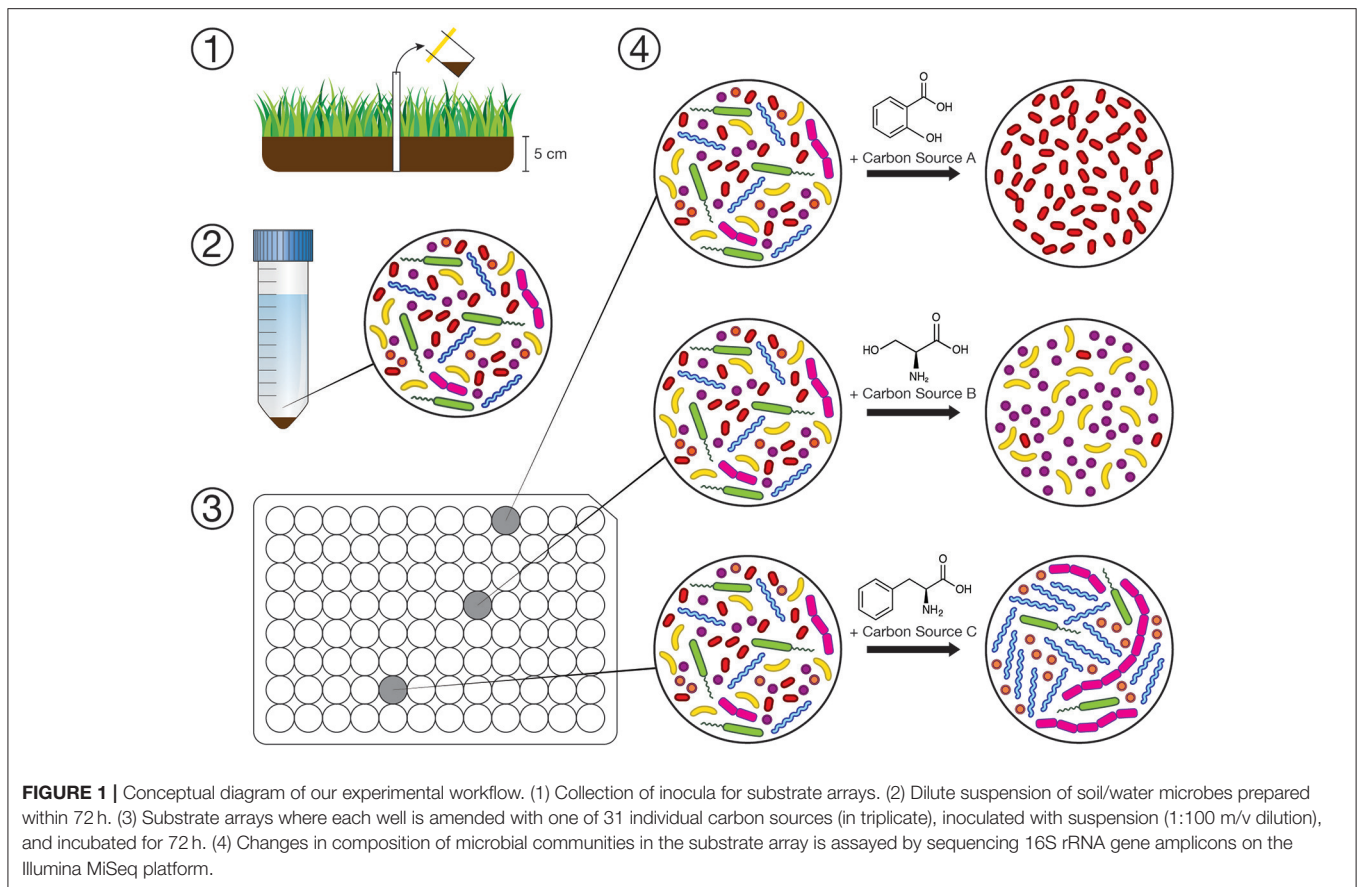 ①
5 cm
②
③
④
O
OH
OH
+ Carbon Source A
O
HO
OH
NH₂
+ Carbon Source B
O
OH
NH₂
+ Carbon Source C
FIGURE 1 | Conceptual diagram of our experimental workflow. (1) Collection of inocula for substrate arrays. (2) Dilute suspension of soil/water microbes prepared
within 72 h. (3) Substrate arrays where each well is amended with one of 31 individual carbon sources (in triplicate), inoculated with suspension (1:100 m/v dilution),
and incubated for 72 h. (4) Changes in composition of microbial communities in the substrate array is assayed by sequencing 16S rRNA gene amplicons on the
Illumina MiSeq platform.